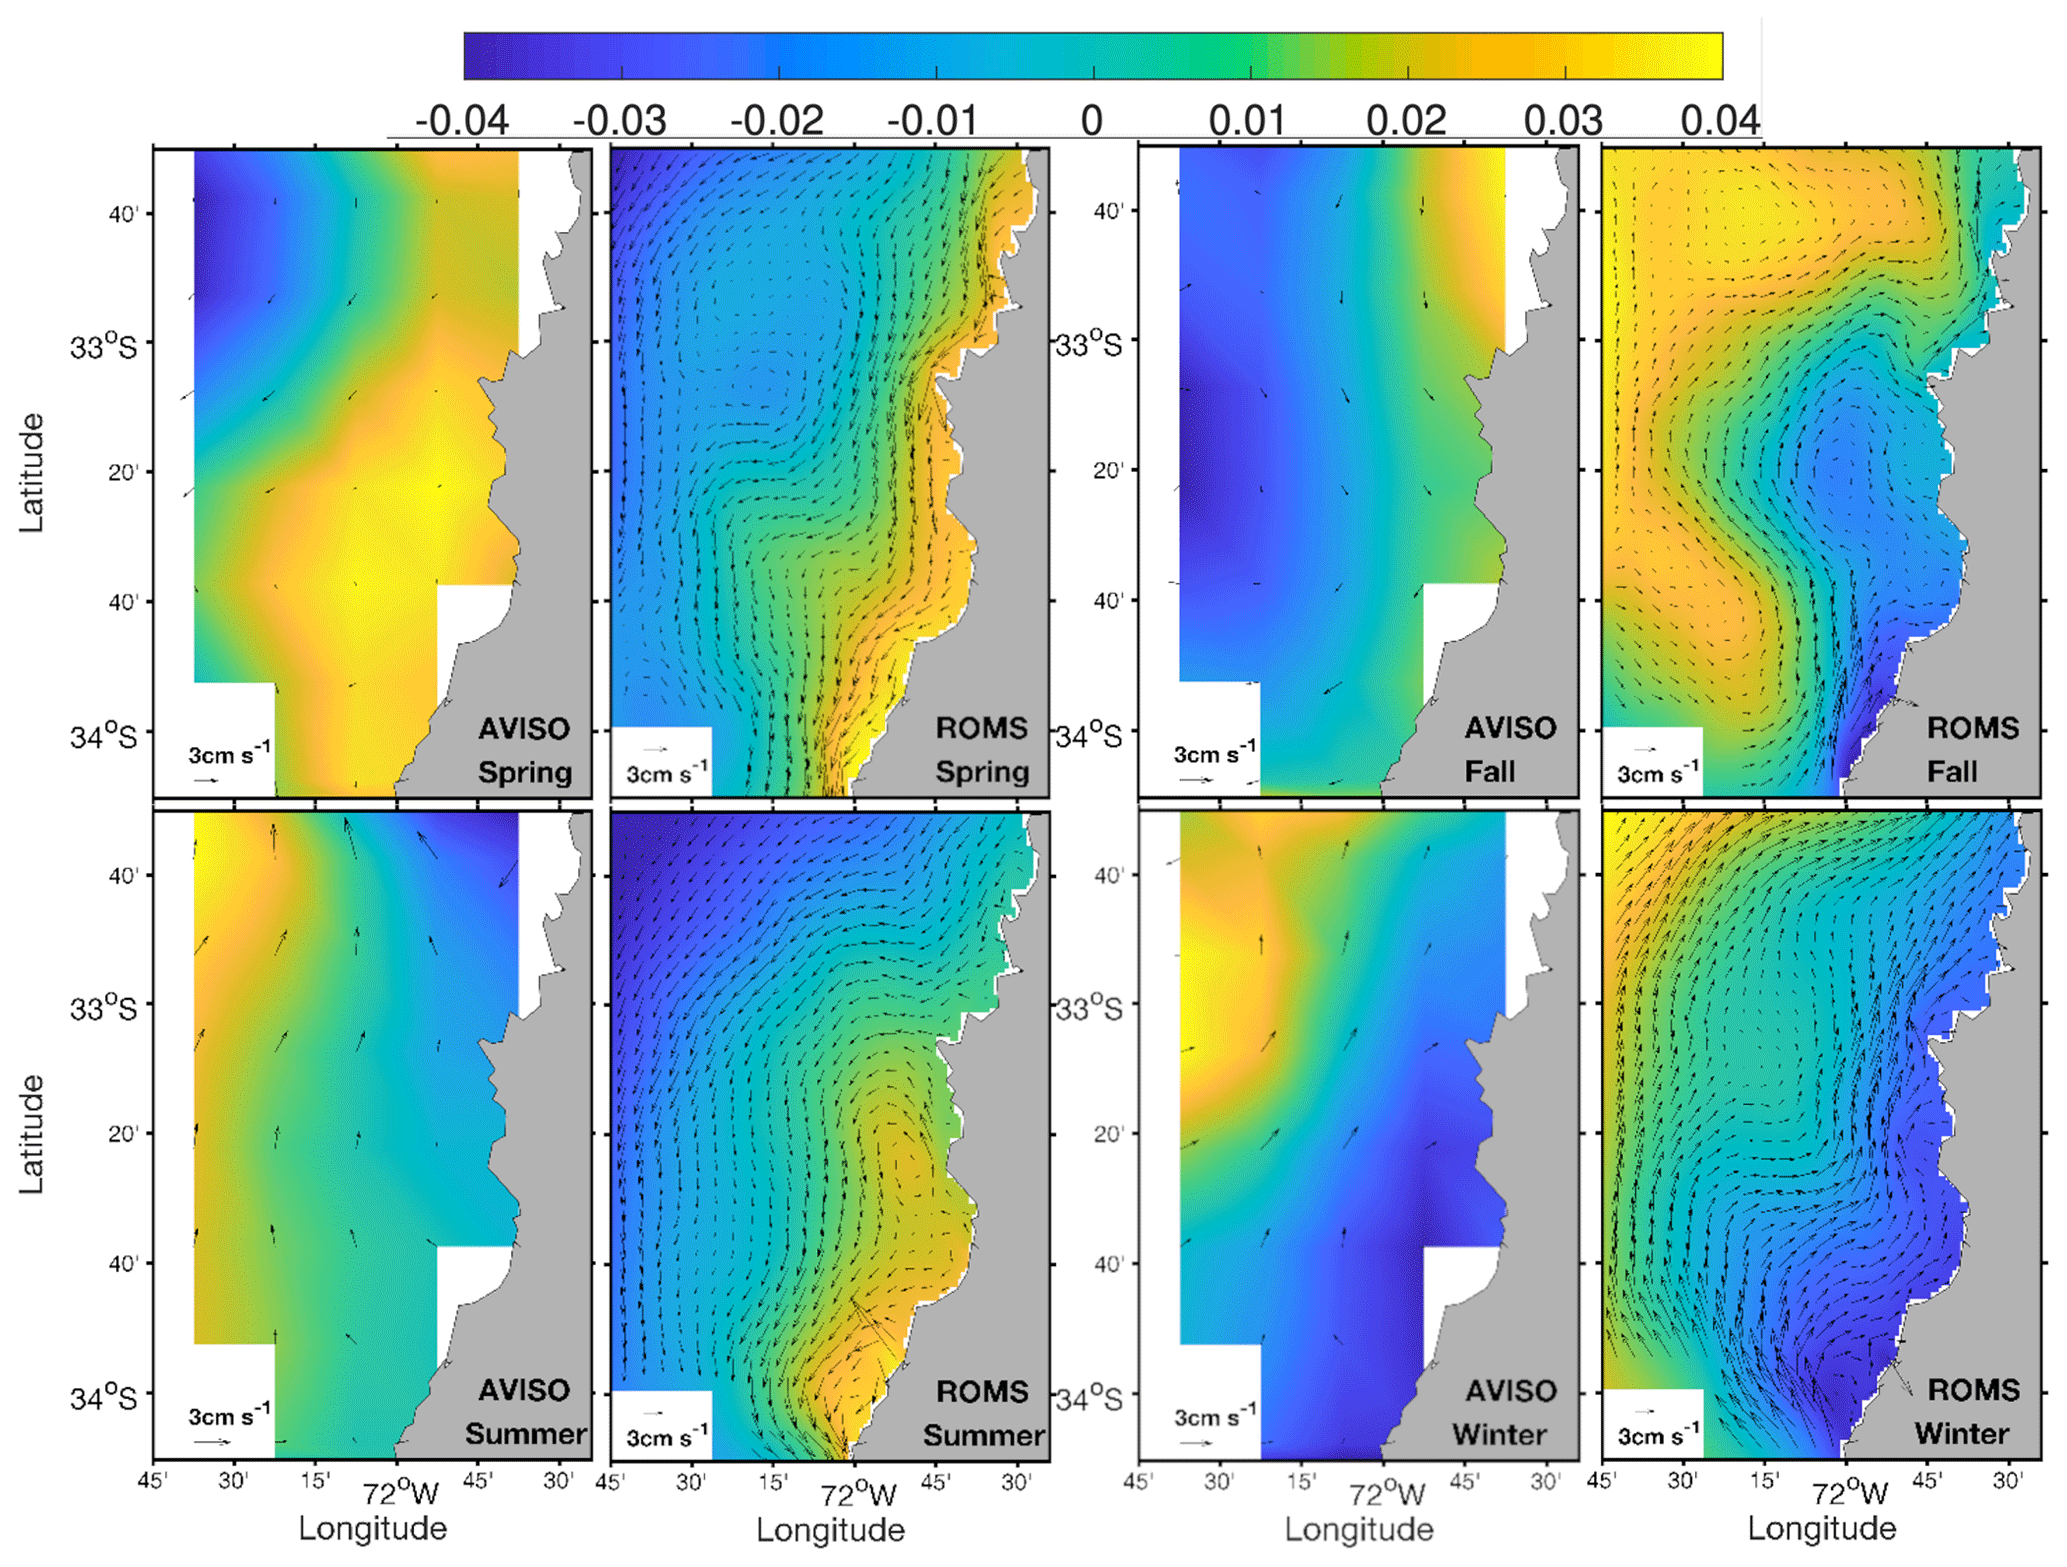 -0.04 -0.03 -0.02 -0.01 0 0.01 0.02 0.03 0.04
Latitude
40'
33°S
20'
40'
34°S
3cm s-1
AVISO
Spring
3cm s-1
ROMS
Spring
40'
33°S
20'
40'
34°S
3cm s-1
AVISO
Fall
3cm s-1
ROMS
Fall
Latitude
40'
33°S
20'
40'
34°S
3cm s-1
AVISO
Summer
3cm s-1
ROMS
Summer
40'
33°S
20'
40'
34°S
3cm s-1
AVISO
Winter
3cm s-1
ROMS
Winter
45' 30' 15' 72°W 45' 30'
45' 30' 15' 72°W 45' 30'
45' 30' 15' 72°W 45' 30'
45' 30' 15' 72°W 45' 30'
Longitude Longitude Longitude Longitude